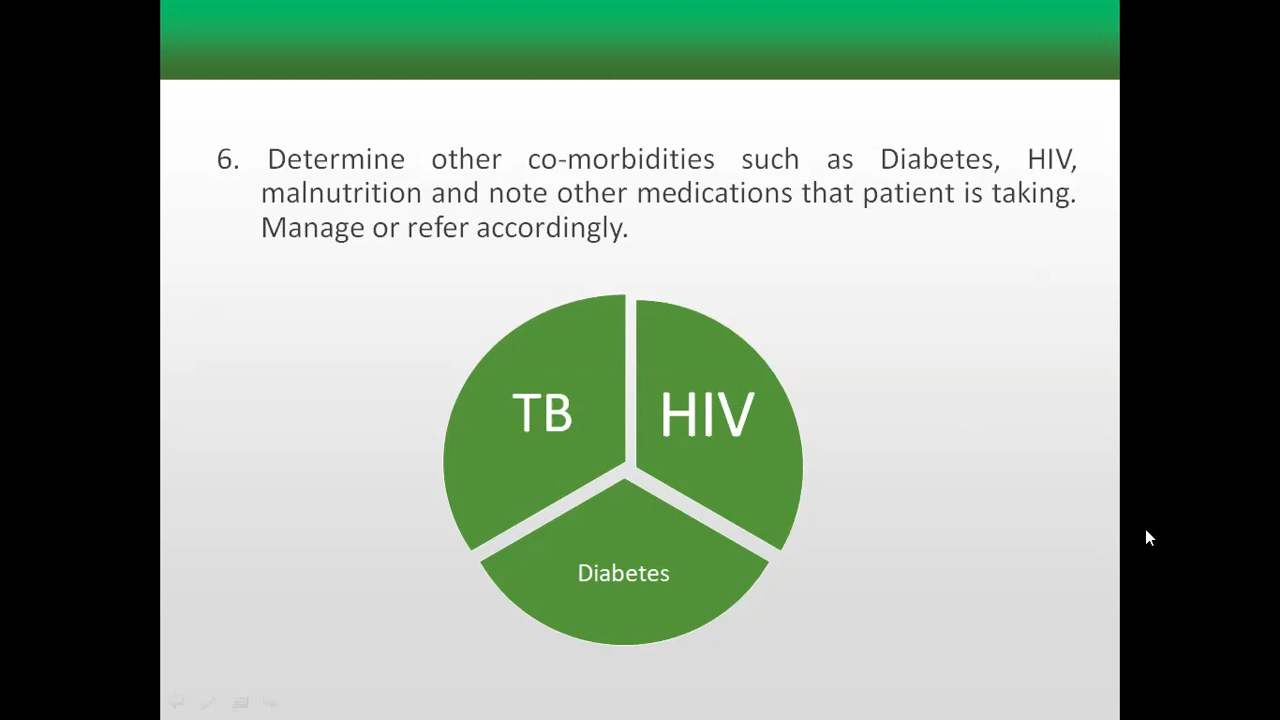 6. Determine other co-morbidities such as Diabetes, HIV,
malnutrition and note other medications that patient is taking.
Manage or refer accordingly.
TB
HIV
Diabetes